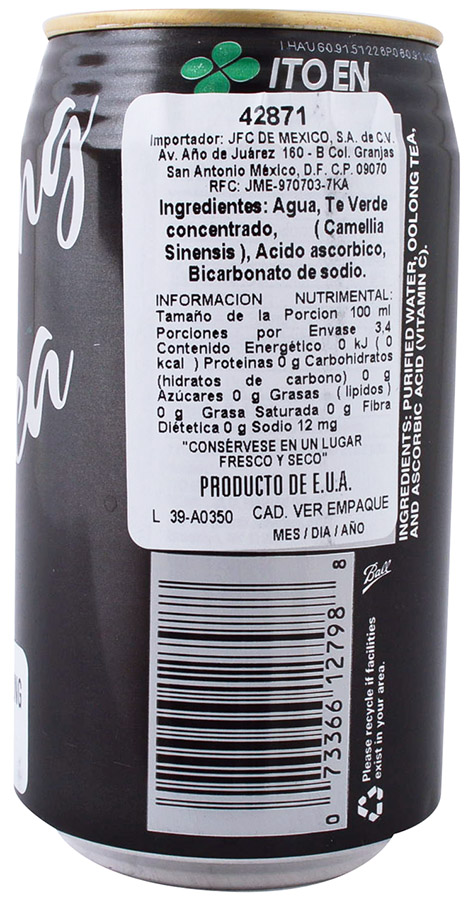 ITO EN
42871
Importador: JFC DE MEXICO, S.A. de C.V.
Av. Año de Juárez 160 - B Col. Granjas
San Antonio México, D.F. C.P. 09070
RFC: JME-970703-7KA
Ingredientes: Agua, Te Verde
concentrado, ( Camellia
Sinensis ), Acido ascorbico,
Bicarbonato de sodio.
INFORMACION NUTRIMENTAL:
Tamaño de la Porcion 100 ml
Porciones por Envase 3.4
Contenido Energético 0 kJ ( 0
kcal ) Proteinas 0 g Carbohidratos
(hidratos de carbono) 0 g
Azúcares 0 g Grasas ( lipidos )
0 g Grasa Saturada 0 g Fibra
Diétetica 0 g Sodio 12 mg
"CONSÉRVESE EN UN LUGAR
FRESCO Y SECO"
PRODUCTO DE E.U.A.
L 39-A0350 CAD. VER EMPAQUE
MES / DIA / AÑO
INGREDIENTS: PURIFIED WATER, OOLONG TEA,
AND ASCORBIC ACID (VITAMIN C).
Ball
Please recycle if facilities
exist in your area.
0 73366 12798 8
ng
ea
NG